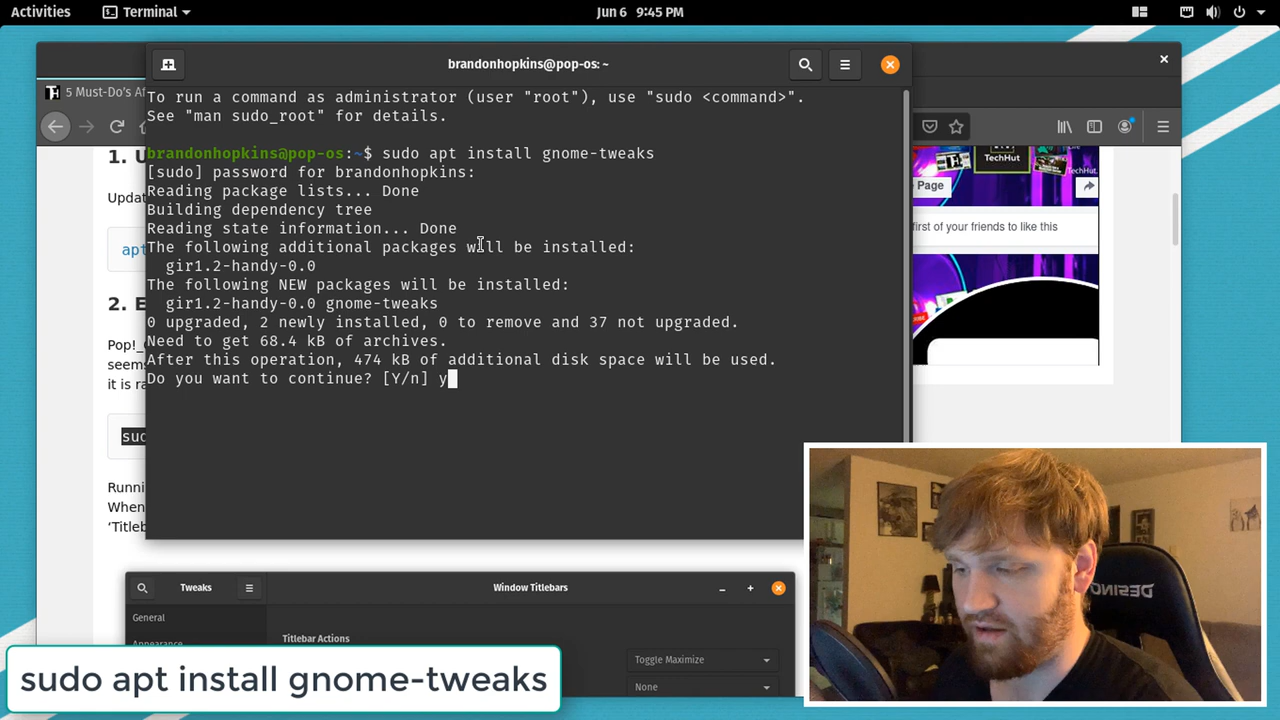 Activities
Terminal
Jun 6 9:45 PM
brandonhopkins@pop-os: ~
5 Must-Do's Af
To run a command as administrator (user "root"), use "sudo <command>".
See "man sudo_root" for details.
brandonhopkins@pop-os:~$ sudo apt install gnome-tweaks
[sudo] password for brandonhopkins:
Reading package lists... Done
Building dependency tree
Reading state information... Done
The following additional packages will be installed:
gir1.2-handy-0.0
The following NEW packages will be installed:
gir1.2-handy-0.0 gnome-tweaks
0 upgraded, 2 newly installed, 0 to remove and 37 not upgraded.
Need to get 68.4 kB of archives.
After this operation, 474 kB of additional disk space will be used.
Do you want to continue? [Y/n] y
1. U
Updat
apt
2. E
Pop!_
seems
it is ra
sud
Runni
When
'Titleb
TechHut
Page
first of your friends to like this
Tweaks
Window Titlebars
General
Appearance
Titlebar Actions
Toggle Maximize
None
sudo apt install gnome-tweaks
DESINO